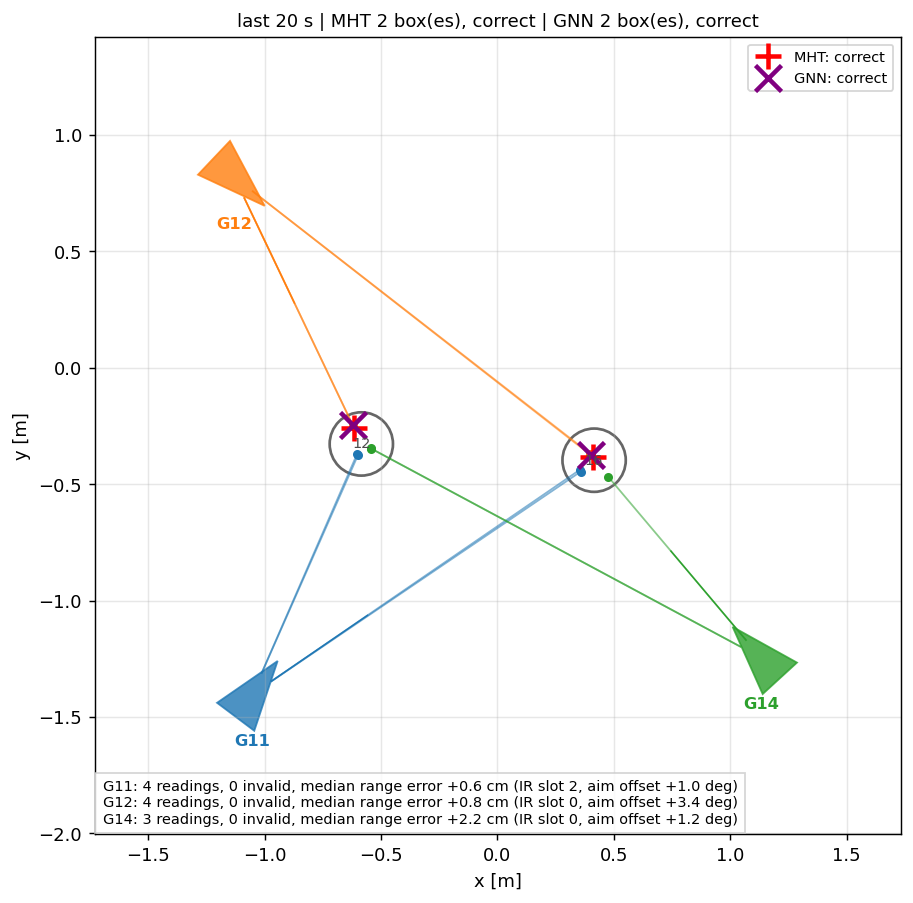 last 20 s | MHT 2 box(es), correct | GNN 2 box(es), correct
MHT: correct
GNN: correct
1.0
0.5
0.0
−0.5
−1.0
−1.5
−2.0
y [m]
G12
12
G14
G11
G11: 4 readings, 0 invalid, median range error +0.6 cm (IR slot 2, aim offset +1.0 deg)
G12: 4 readings, 0 invalid, median range error +0.8 cm (IR slot 0, aim offset +3.4 deg)
G14: 3 readings, 0 invalid, median range error +2.2 cm (IR slot 0, aim offset +1.2 deg)
−1.5
−1.0
−0.5
0.0
0.5
1.0
1.5
x [m]